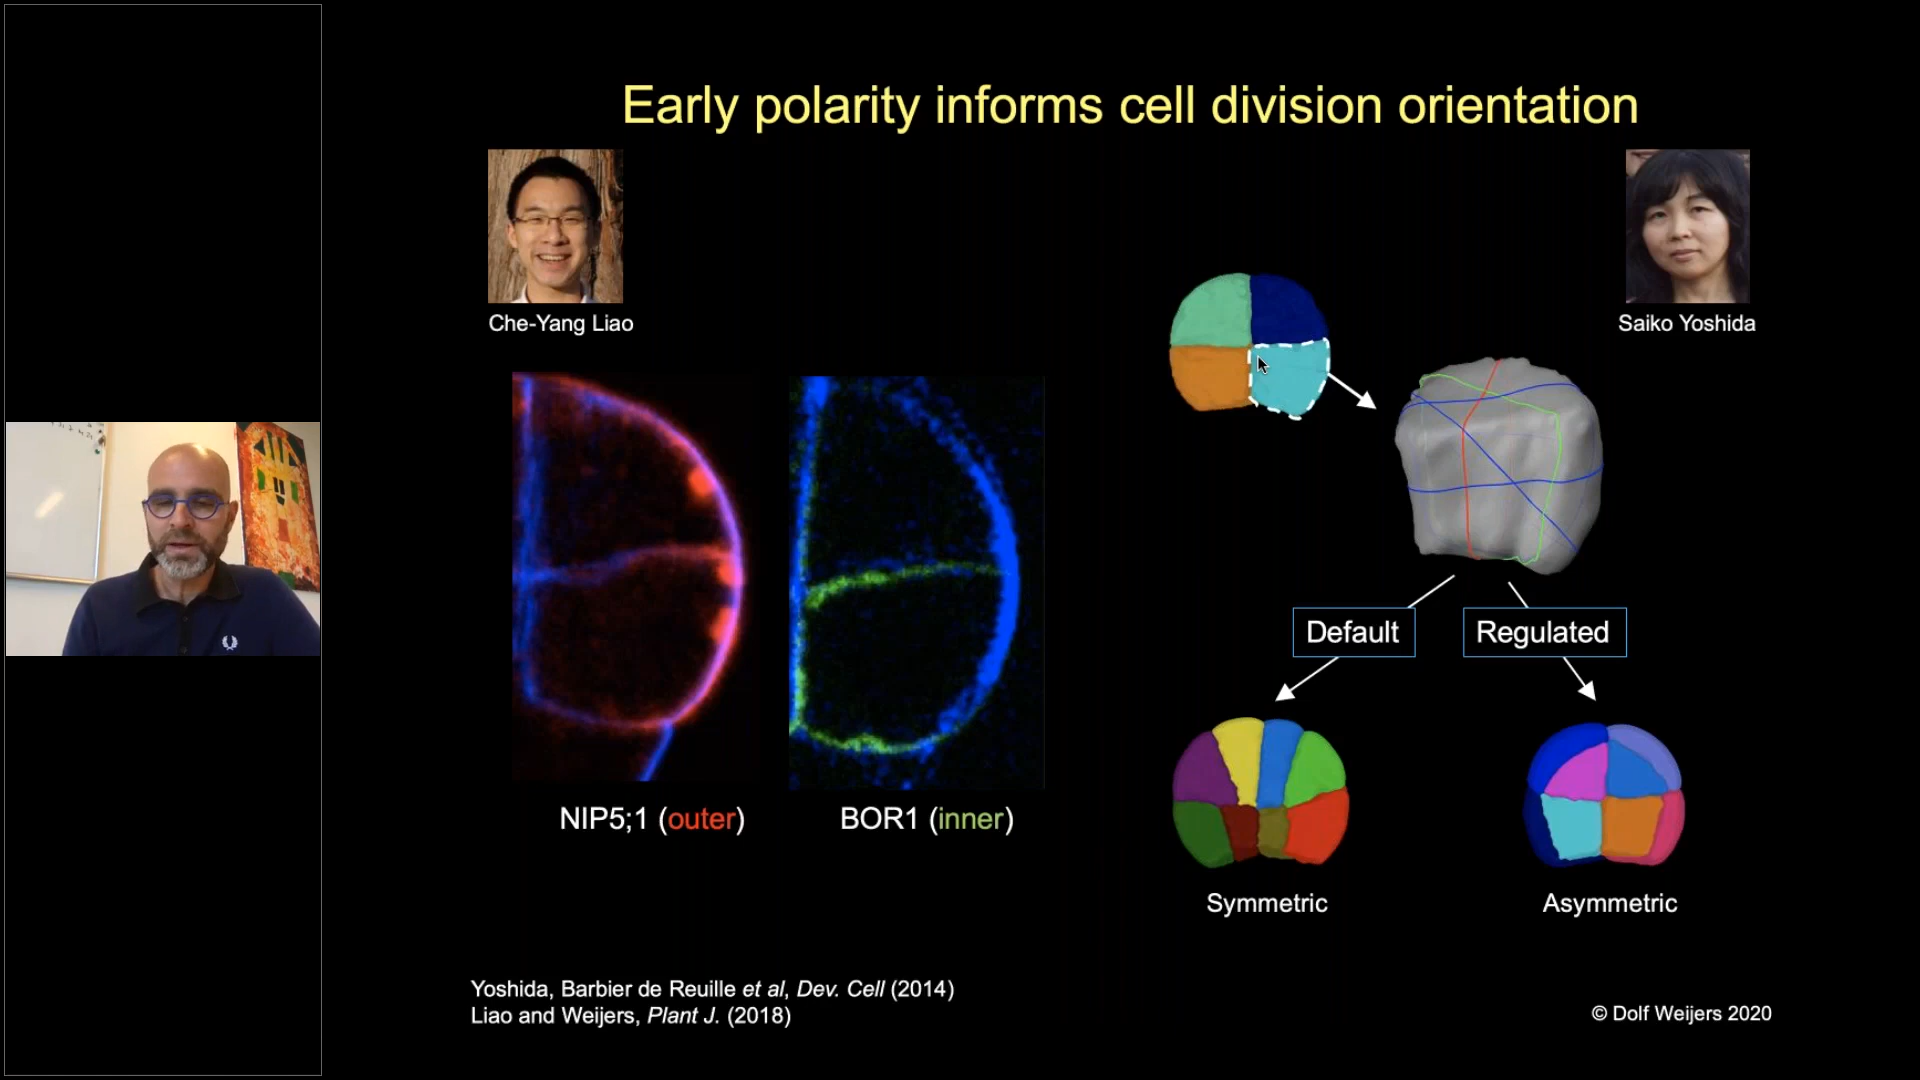 Early polarity informs cell division orientation
Che-Yang Liao
Saiko Yoshida
Default
Regulated
NIP5;1 (outer)
BOR1 (inner)
Symmetric
Asymmetric
Yoshida, Barbier de Reuille et al, Dev. Cell (2014)
Liao and Weijers, Plant J. (2018)
© Dolf Weijers 2020